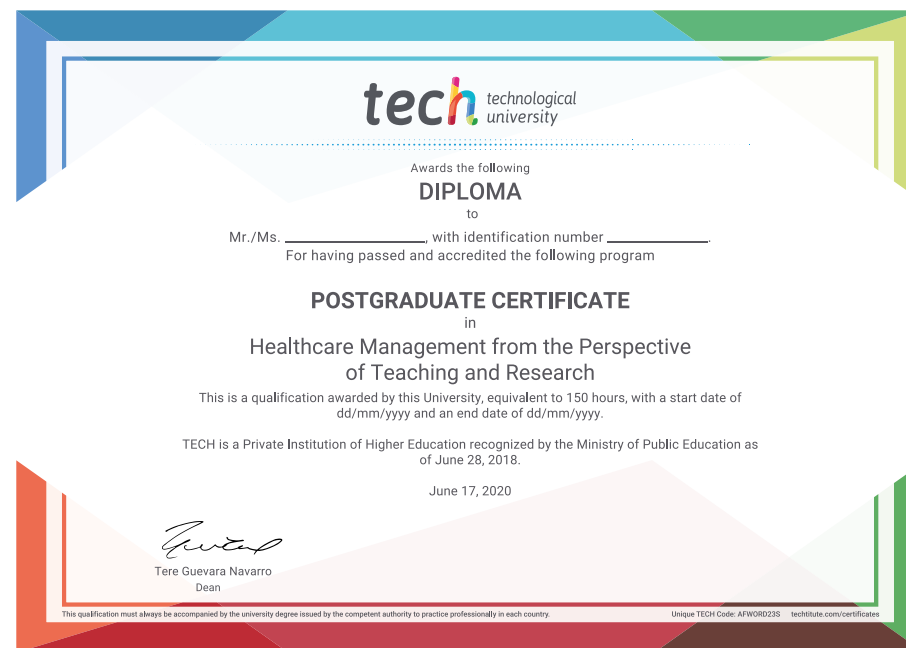 tech technological
university
Awards the following
DIPLOMA
to
Mr./Ms. ____________________, with identification number ______________.
For having passed and accredited the following program
POSTGRADUATE CERTIFICATE
in
Healthcare Management from the Perspective
of Teaching and Research
This is a qualification awarded by this University, equivalent to 150 hours, with a start date of
dd/mm/yyyy and an end date of dd/mm/yyyy.
TECH is a Private Institution of Higher Education recognized by the Ministry of Public Education as
of June 28, 2018.
June 17, 2020
Tere Guevara Navarro
Dean
This qualification must always be accompanied by the university degree issued by the competent authority to practice professionally in each country.
Unique TECH Code: AFWORD23S techtitute.com/certificates